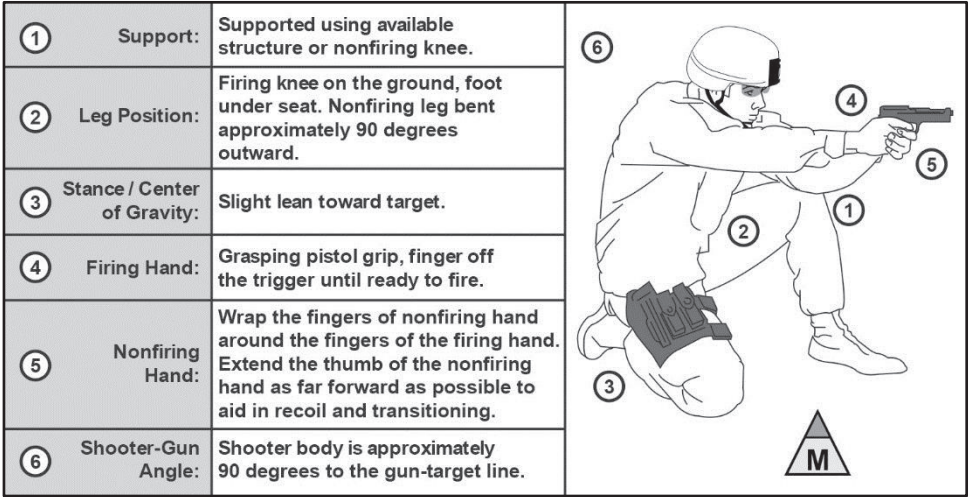 1 Support: Supported using available
structure or nonfiring knee.
2 Leg Position: Firing knee on the ground, foot
under seat. Nonfiring leg bent
approximately 90 degrees
outward.
3 Stance / Center
of Gravity: Slight lean toward target.
4 Firing Hand: Grasping pistol grip, finger off
the trigger until ready to fire.
5 Nonfiring
Hand: Wrap the fingers of nonfiring hand
around the fingers of the firing hand.
Extend the thumb of the nonfiring
hand as far forward as possible to
aid in recoil and transitioning.
6 Shooter-Gun
Angle: Shooter body is approximately
90 degrees to the gun-target line.
6
4
5
1
2
3
M